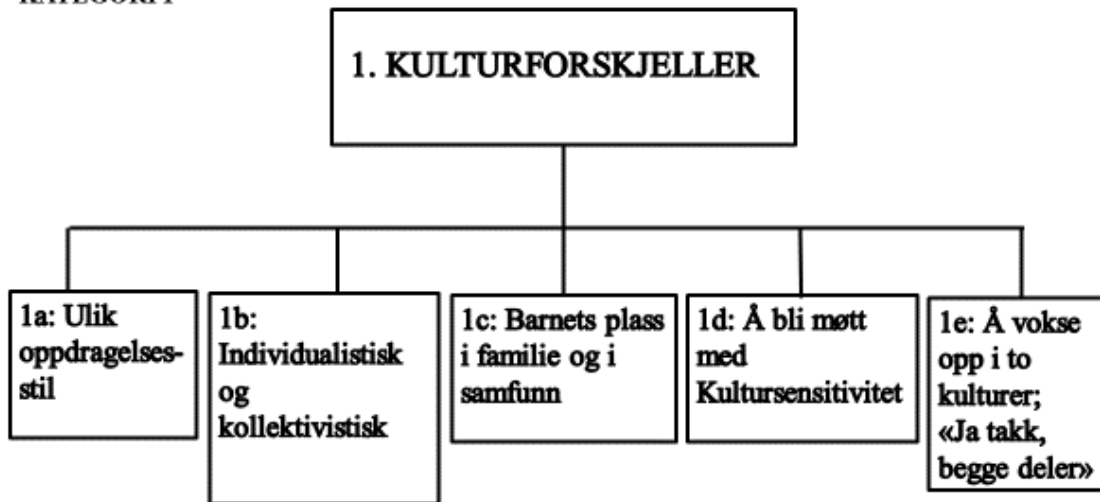 1. KULTURFORSKJELLER
1a: Ulik
oppdragelses-
stil
1b:
Individualistisk
og
kollektivistisk
1c: Barnets plass
i familie og i
samfunn
1d: Å bli møtt
med
Kultursensitivitet
1e: Å vokse
opp i to
kulturer;
«Ja takk,
begge deler»